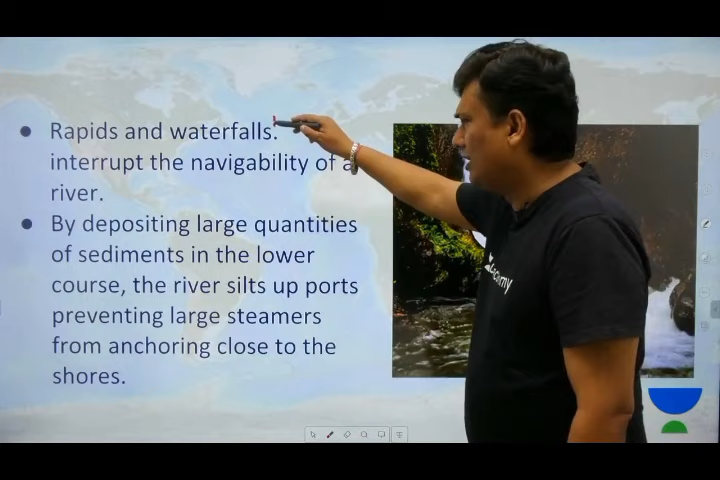 Rapids and waterfalls.
interrupt the navigability of a
river.
By depositing large quantities
of sediments in the lower
course, the river silts up ports
preventing large steamers
from anchoring close to the
shores.